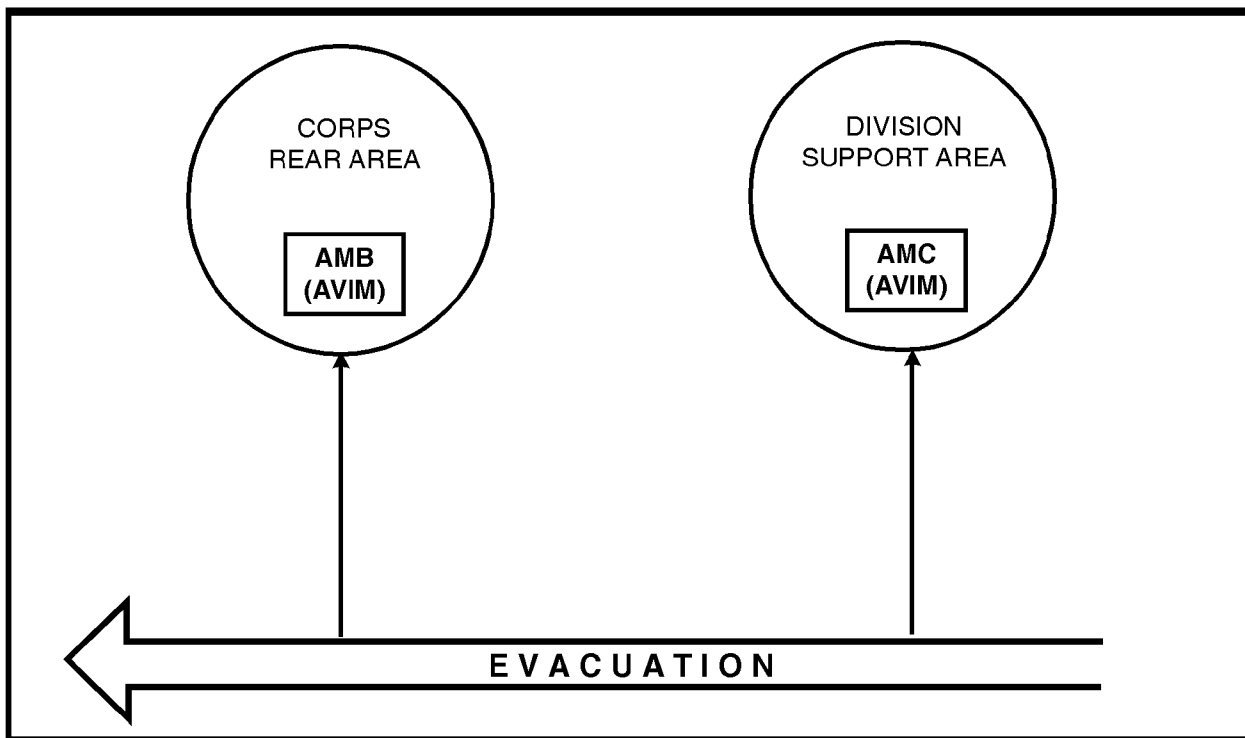 CORPS
REAR AREA
AMB
(AVIM)
DIVISION
SUPPORT AREA
AMC
(AVIM)
EVACUATION